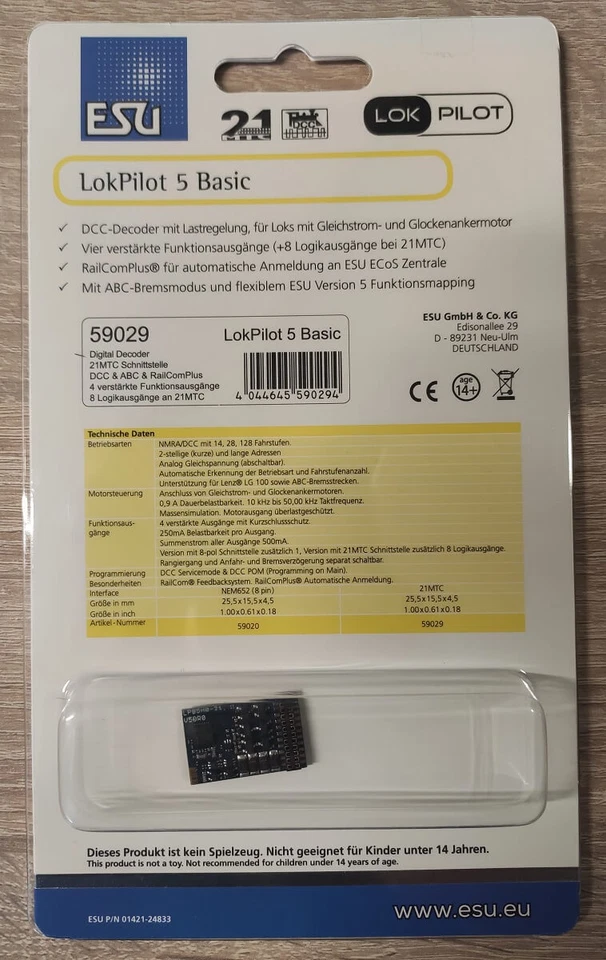 ESU
21
MTC
DCC
LOK PILOT
LokPilot 5 Basic
✓ DCC-Decoder mit Lastregelung, für Loks mit Gleichstrom- und Glockenankermotor
✓ Vier verstärkte Funktionsausgänge (+8 Logikausgänge bei 21MTC)
✓ RailComPlus® für automatische Anmeldung an ESU ECoS Zentrale
✓ Mit ABC-Bremsmodus und flexiblem ESU Version 5 Funktionsmapping
59029 LokPilot 5 Basic
Digital Decoder
21MTC Schnittstelle
DCC & ABC & RailComPlus
4 verstärkte Funktionsausgänge
8 Logikausgänge an 21MTC
4 044645 590294
ESU GmbH & Co. KG
Edisonallee 29
D - 89231 Neu-Ulm
DEUTSCHLAND
CE
age
14+
Technische Daten
Betriebsarten NMRA/DCC mit 14, 28, 128 Fahrstufen.
2-stellige (kurze) und lange Adressen
Analog Gleichspannung (abschaltbar).
Automatische Erkennung der Betriebsart und Fahrstufenanzahl.
Unterstützung für Lenz® LG 100 sowie ABC-Bremsstrecken.
Motorsteuerung Anschluss von Gleichstrom- und Glockenankermotoren.
0,9 A Dauerbelastbarkeit. 10 kHz bis 50,00 kHz Taktfrequenz.
Massensimulation. Motorausgang überlastgeschützt.
Funktionsaus- 4 verstärkte Ausgänge mit Kurzschlussschutz.
gänge 250mA Belastbarkeit pro Ausgang.
Summenstrom aller Ausgänge 500mA.
Version mit 8-pol Schnittstelle zusätzlich 1, Version mit 21MTC Schnittstelle zusätzlich 8 Logikausgänge.
Rangiergang und Anfahr- und Bremsverzögerung separat schaltbar.
Programmierung DCC Servicemode & DCC POM (Programming on Main).
Besonderheiten RailCom® Feedbacksystem. RailComPlus® Automatische Anmeldung.
Interface NEM652 (8 pin) 21MTC
Größe in mm 25,5x15,5x4,5 25,5x15,5x4,5
Größe in inch 1.00x0.61x0.18 1.00x0.61x0.18
Artikel-Nummer 59020 59029
Dieses Produkt ist kein Spielzeug. Nicht geeignet für Kinder unter 14 Jahren.
This product is not a toy. Not recommended for children under 14 years of age.
ESU P/N 01421-24833
www.esu.eu